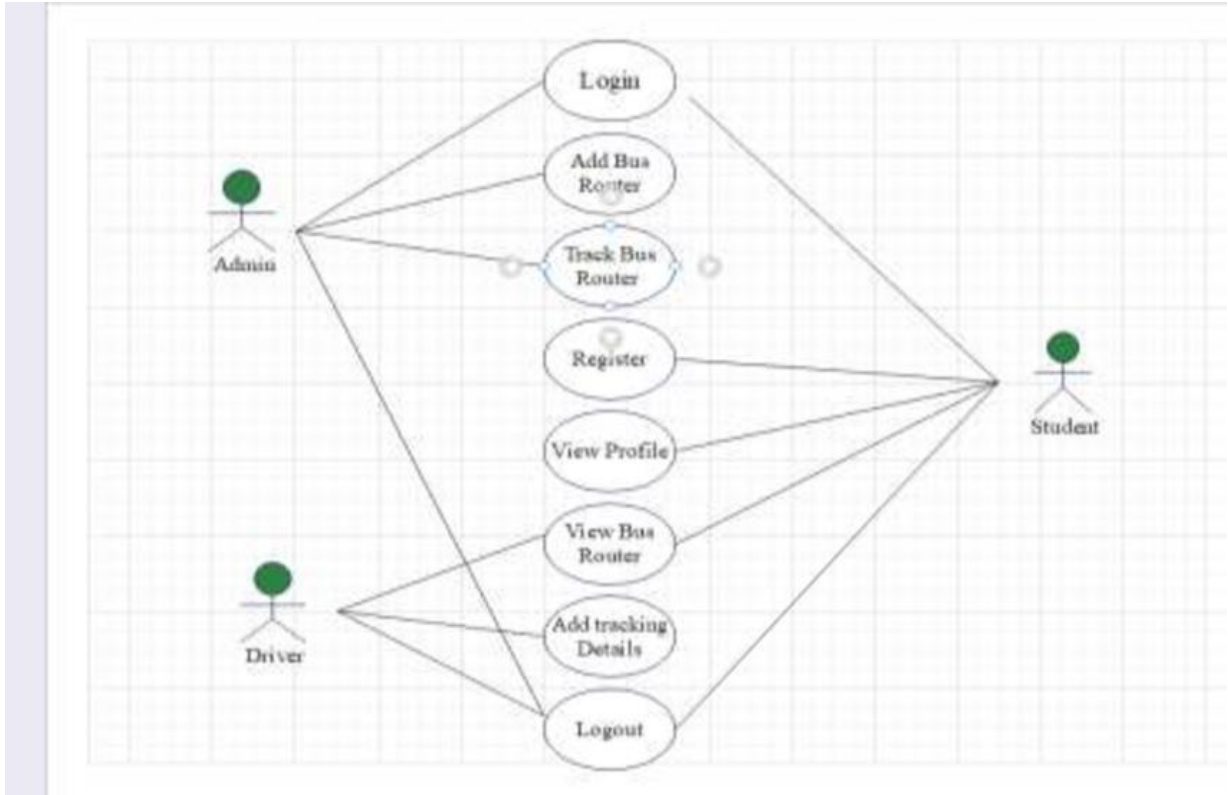 Login
Add Bus
Router
Admin
Track Bus
Router
Register
Student
View Profile
View Bus
Router
Driver
Add tracking
Details
Logout